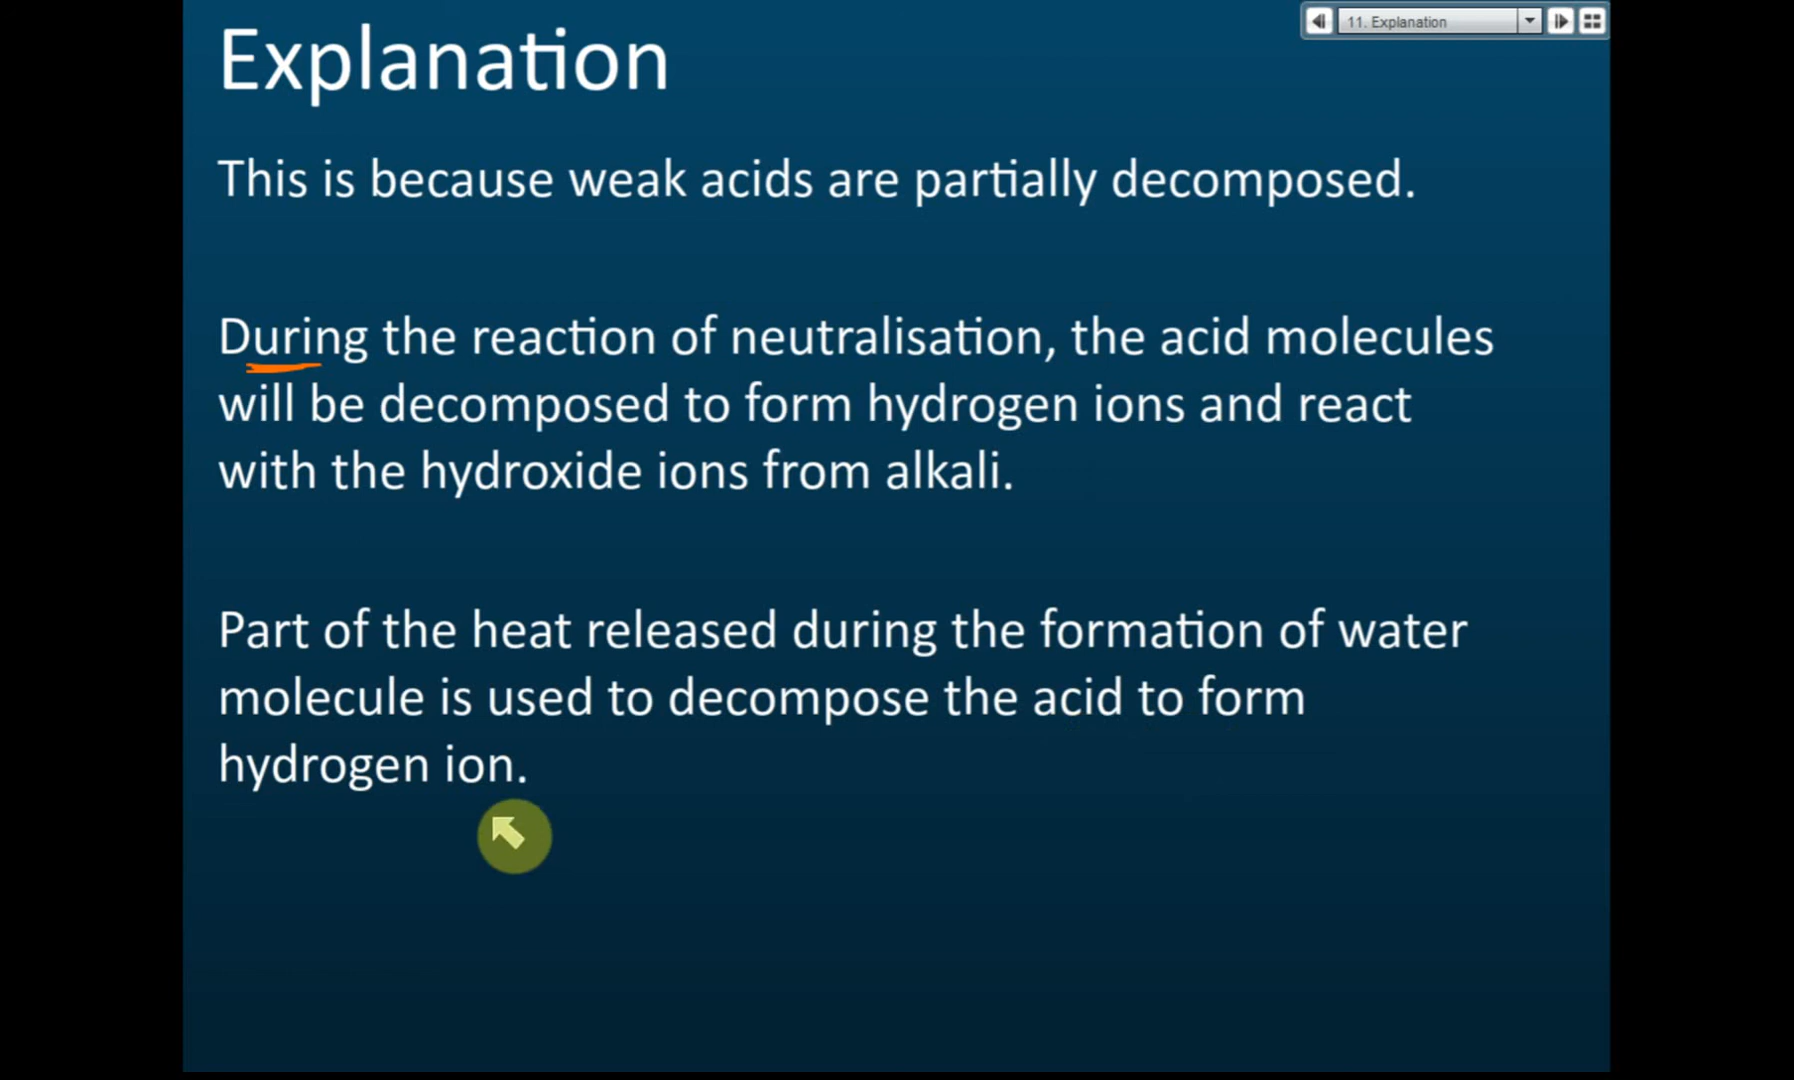 11. Explanation
Explanation
This is because weak acids are partially decomposed.
During the reaction of neutralisation, the acid molecules
will be decomposed to form hydrogen ions and react
with the hydroxide ions from alkali.
Part of the heat released during the formation of water
molecule is used to decompose the acid to form
hydrogen ion.